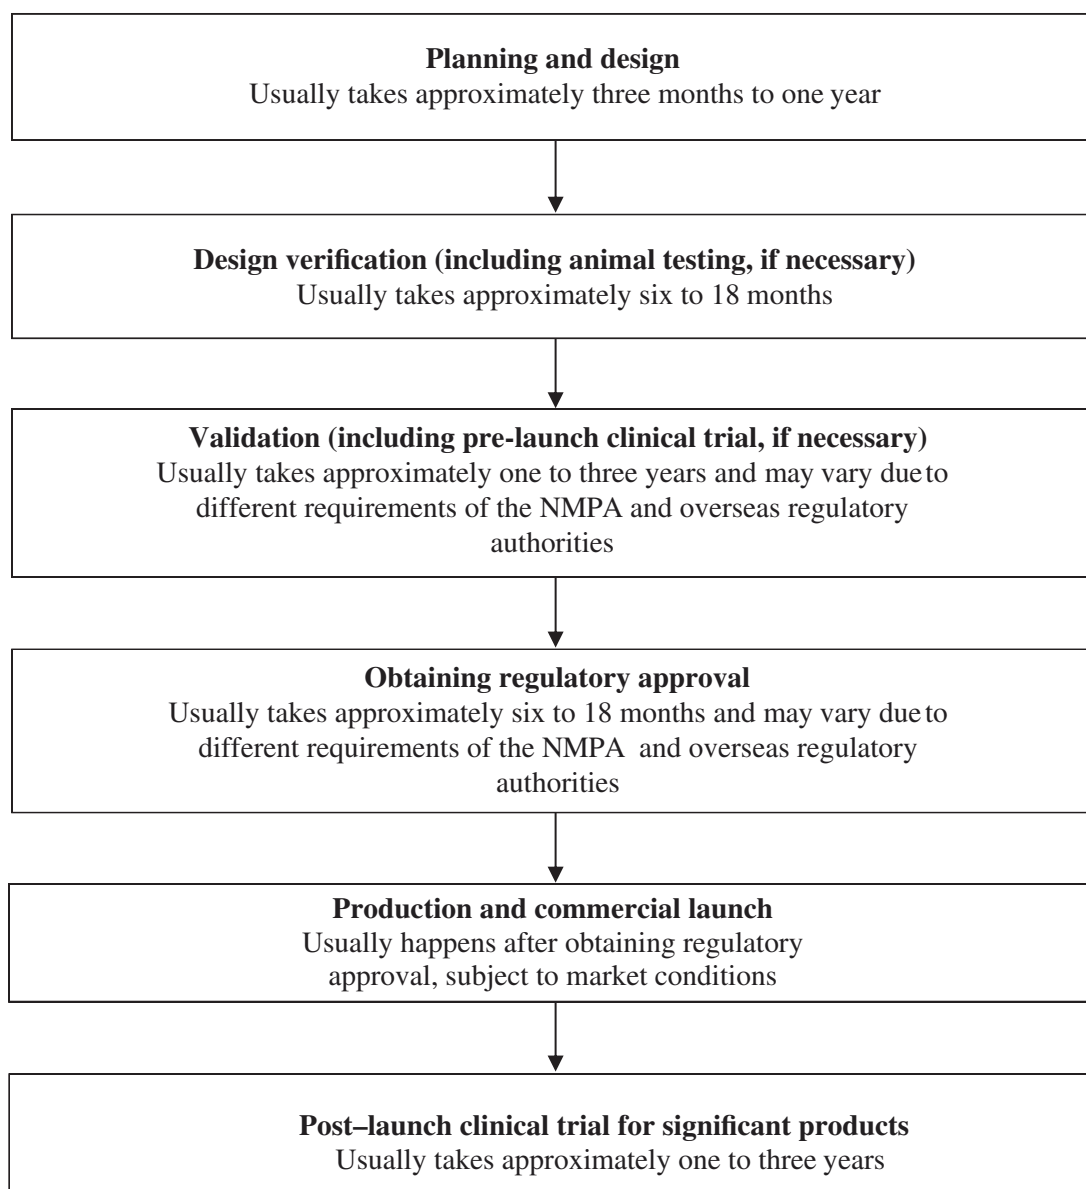 Planning and design
Usually takes approximately three months to one year
Design verification (including animal testing, if necessary)
Usually takes approximately six to 18 months
Validation (including pre-launch clinical trial, if necessary)
Usually takes approximately one to three years and may vary due to
different requirements of the NMPA and overseas regulatory
authorities
Obtaining regulatory approval
Usually takes approximately six to 18 months and may vary due to
different requirements of the NMPA and overseas regulatory
authorities
Production and commercial launch
Usually happens after obtaining regulatory
approval, subject to market conditions
Post–launch clinical trial for significant products
Usually takes approximately one to three years